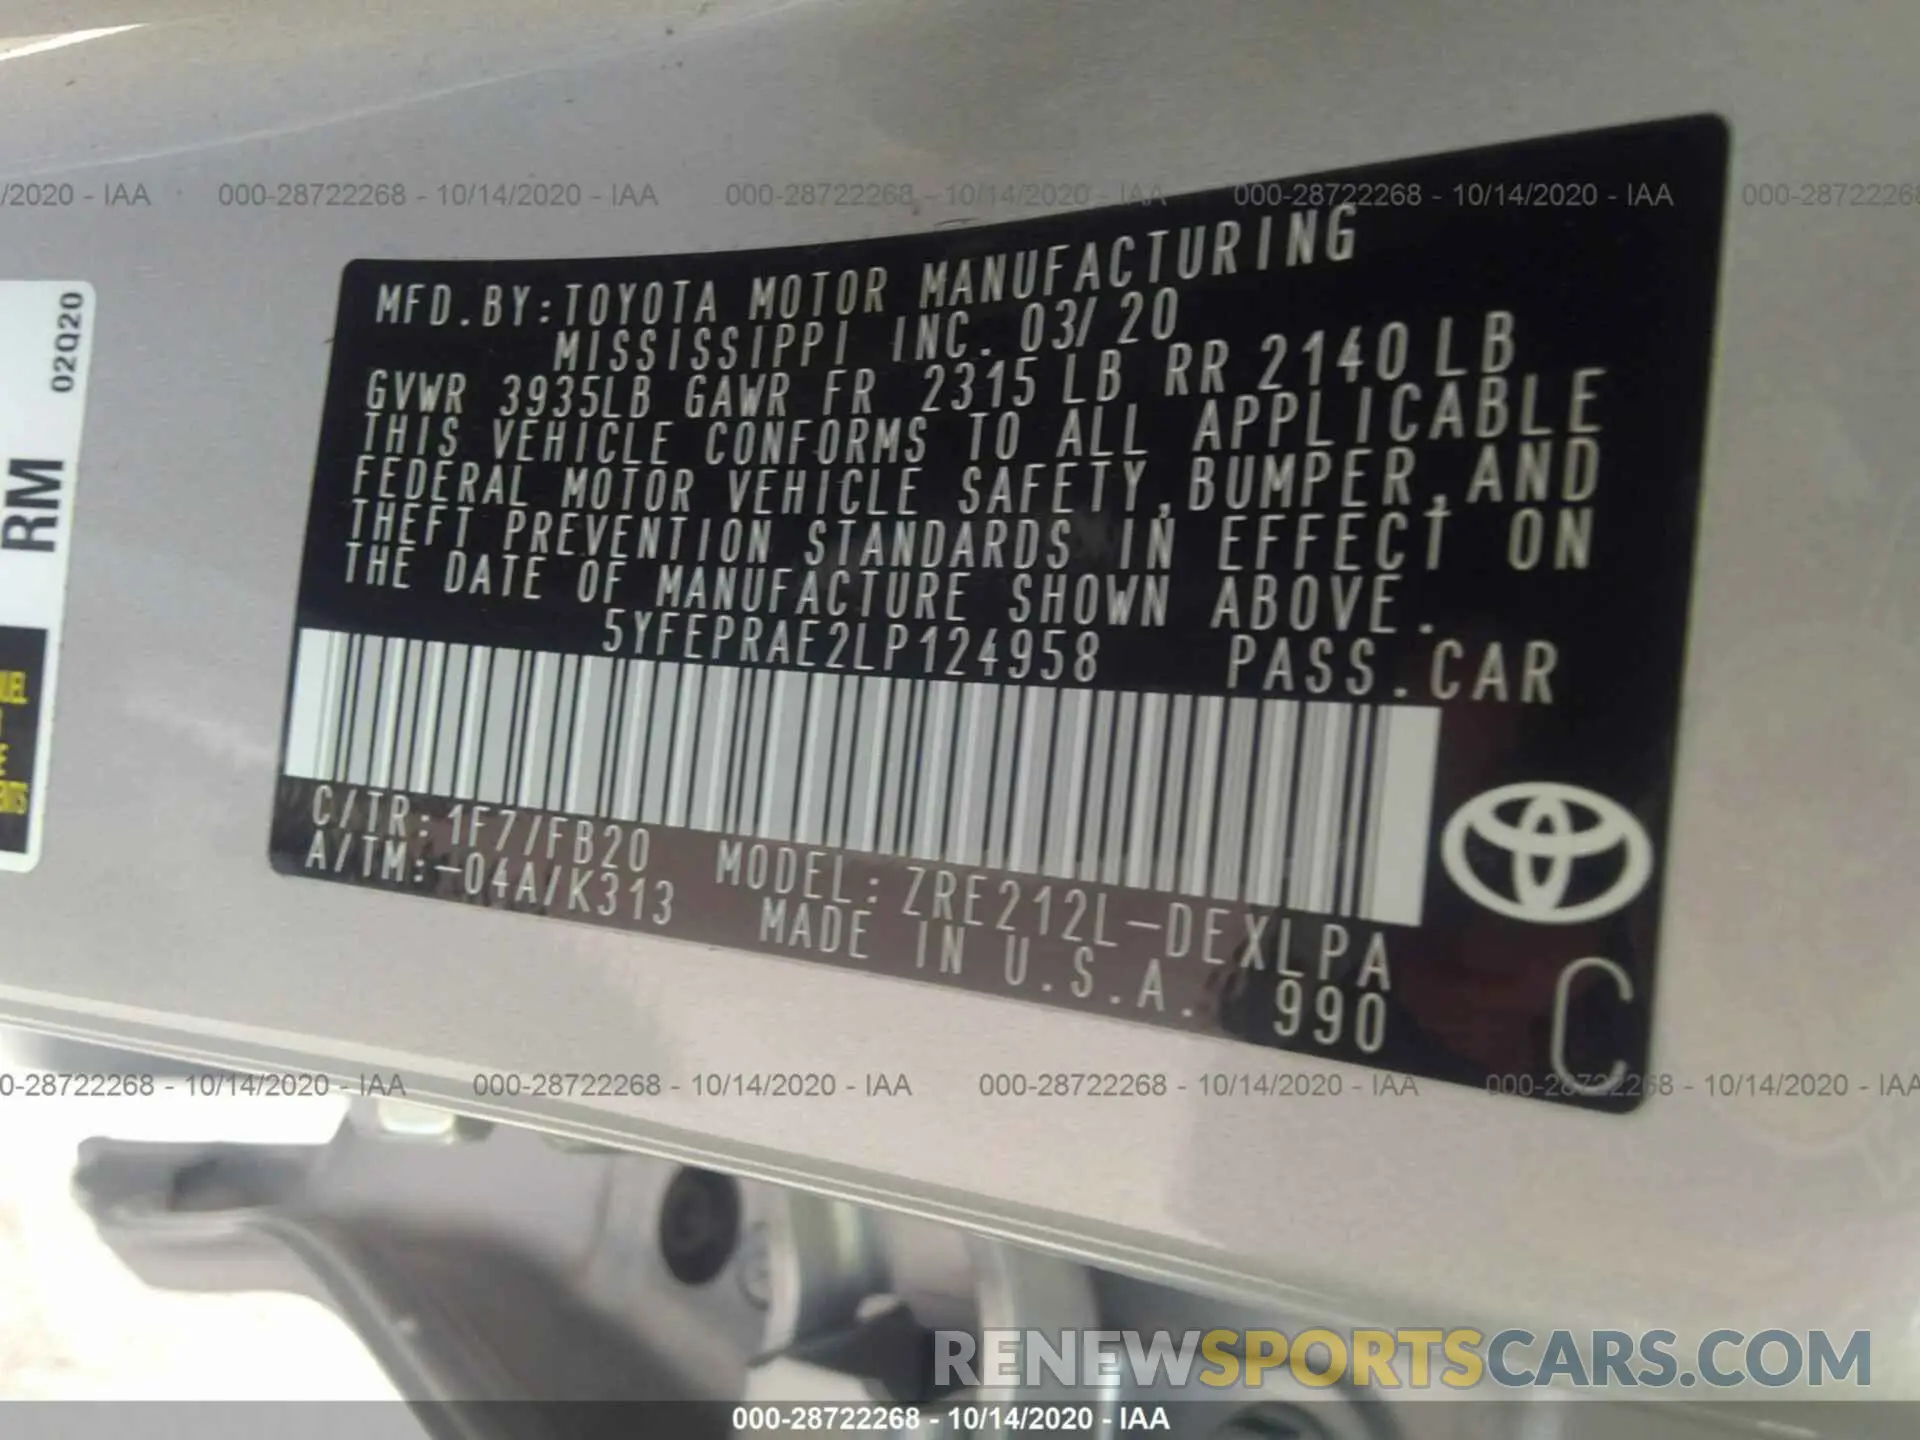 /2020 - IAA
000-28722268 - 10/14/2020 - IAA
000-28722268 - 10/14/2020 - IAA
000-28722268 - 10/14/2020 - IAA
000-28722268
02Q20
RM
MFD.BY:TOYOTA MOTOR MANUFACTURING
MISSISSIPPI INC. 03/20
GVWR 3935LB GAWR FR 2315LB RR 2140LB
THIS VEHICLE CONFORMS TO ALL APPLICABLE
FEDERAL MOTOR VEHICLE SAFETY,BUMPER,AND
THEFT PREVENTION STANDARDS IN EFFECT ON
THE DATE OF MANUFACTURE SHOWN ABOVE.
5YFEPRAE2LP124958 PASS.CAR
C/TR:1F7/FB20 MODEL:ZRE212L-DEXLPA
A/TM:-04A/K313 MADE IN U.S.A. 990
C
0-28722268 - 10/14/2020 - IAA
000-28722268 - 10/14/2020 - IAA
000-28722268 - 10/14/2020 - IAA
000-28722268 - 10/14/2020 - IAA
RENEWSPORTSCARS.COM
000-28722268 - 10/14/2020 - IAA